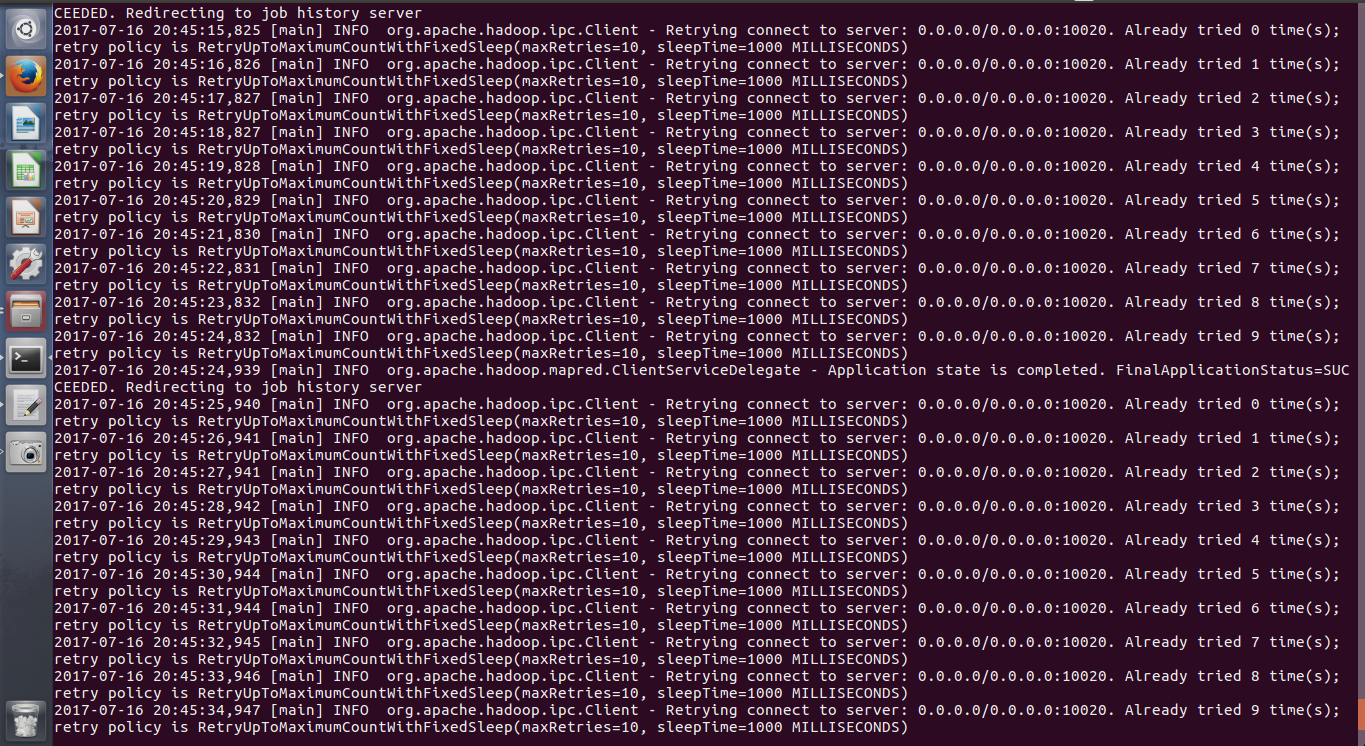 CEEDED. Redirecting to job history server
2017-07-16 20:45:15,825 [main] INFO  org.apache.hadoop.ipc.Client - Retrying connect to server: 0.0.0.0/0.0.0.0:10020. Already tried 0 time(s);
retry policy is RetryUpToMaximumCountWithFixedSleep(maxRetries=10, sleepTime=1000 MILLISECONDS)
2017-07-16 20:45:16,826 [main] INFO  org.apache.hadoop.ipc.Client - Retrying connect to server: 0.0.0.0/0.0.0.0:10020. Already tried 1 time(s);
retry policy is RetryUpToMaximumCountWithFixedSleep(maxRetries=10, sleepTime=1000 MILLISECONDS)
2017-07-16 20:45:17,827 [main] INFO  org.apache.hadoop.ipc.Client - Retrying connect to server: 0.0.0.0/0.0.0.0:10020. Already tried 2 time(s);
retry policy is RetryUpToMaximumCountWithFixedSleep(maxRetries=10, sleepTime=1000 MILLISECONDS)
2017-07-16 20:45:18,827 [main] INFO  org.apache.hadoop.ipc.Client - Retrying connect to server: 0.0.0.0/0.0.0.0:10020. Already tried 3 time(s);
retry policy is RetryUpToMaximumCountWithFixedSleep(maxRetries=10, sleepTime=1000 MILLISECONDS)
2017-07-16 20:45:19,828 [main] INFO  org.apache.hadoop.ipc.Client - Retrying connect to server: 0.0.0.0/0.0.0.0:10020. Already tried 4 time(s);
retry policy is RetryUpToMaximumCountWithFixedSleep(maxRetries=10, sleepTime=1000 MILLISECONDS)
2017-07-16 20:45:20,829 [main] INFO  org.apache.hadoop.ipc.Client - Retrying connect to server: 0.0.0.0/0.0.0.0:10020. Already tried 5 time(s);
retry policy is RetryUpToMaximumCountWithFixedSleep(maxRetries=10, sleepTime=1000 MILLISECONDS)
2017-07-16 20:45:21,830 [main] INFO  org.apache.hadoop.ipc.Client - Retrying connect to server: 0.0.0.0/0.0.0.0:10020. Already tried 6 time(s);
retry policy is RetryUpToMaximumCountWithFixedSleep(maxRetries=10, sleepTime=1000 MILLISECONDS)
2017-07-16 20:45:22,831 [main] INFO  org.apache.hadoop.ipc.Client - Retrying connect to server: 0.0.0.0/0.0.0.0:10020. Already tried 7 time(s);
retry policy is RetryUpToMaximumCountWithFixedSleep(maxRetries=10, sleepTime=1000 MILLISECONDS)
2017-07-16 20:45:23,832 [main] INFO  org.apache.hadoop.ipc.Client - Retrying connect to server: 0.0.0.0/0.0.0.0:10020. Already tried 8 time(s);
retry policy is RetryUpToMaximumCountWithFixedSleep(maxRetries=10, sleepTime=1000 MILLISECONDS)
2017-07-16 20:45:24,832 [main] INFO  org.apache.hadoop.ipc.Client - Retrying connect to server: 0.0.0.0/0.0.0.0:10020. Already tried 9 time(s);
retry policy is RetryUpToMaximumCountWithFixedSleep(maxRetries=10, sleepTime=1000 MILLISECONDS)
2017-07-16 20:45:24,939 [main] INFO  org.apache.hadoop.mapred.ClientServiceDelegate - Application state is completed. FinalApplicationStatus=SUC
CEEDED. Redirecting to job history server
2017-07-16 20:45:25,940 [main] INFO  org.apache.hadoop.ipc.Client - Retrying connect to server: 0.0.0.0/0.0.0.0:10020. Already tried 0 time(s);
retry policy is RetryUpToMaximumCountWithFixedSleep(maxRetries=10, sleepTime=1000 MILLISECONDS)
2017-07-16 20:45:26,941 [main] INFO  org.apache.hadoop.ipc.Client - Retrying connect to server: 0.0.0.0/0.0.0.0:10020. Already tried 1 time(s);
retry policy is RetryUpToMaximumCountWithFixedSleep(maxRetries=10, sleepTime=1000 MILLISECONDS)
2017-07-16 20:45:27,941 [main] INFO  org.apache.hadoop.ipc.Client - Retrying connect to server: 0.0.0.0/0.0.0.0:10020. Already tried 2 time(s);
retry policy is RetryUpToMaximumCountWithFixedSleep(maxRetries=10, sleepTime=1000 MILLISECONDS)
2017-07-16 20:45:28,942 [main] INFO  org.apache.hadoop.ipc.Client - Retrying connect to server: 0.0.0.0/0.0.0.0:10020. Already tried 3 time(s);
retry policy is RetryUpToMaximumCountWithFixedSleep(maxRetries=10, sleepTime=1000 MILLISECONDS)
2017-07-16 20:45:29,943 [main] INFO  org.apache.hadoop.ipc.Client - Retrying connect to server: 0.0.0.0/0.0.0.0:10020. Already tried 4 time(s);
retry policy is RetryUpToMaximumCountWithFixedSleep(maxRetries=10, sleepTime=1000 MILLISECONDS)
2017-07-16 20:45:30,944 [main] INFO  org.apache.hadoop.ipc.Client - Retrying connect to server: 0.0.0.0/0.0.0.0:10020. Already tried 5 time(s);
retry policy is RetryUpToMaximumCountWithFixedSleep(maxRetries=10, sleepTime=1000 MILLISECONDS)
2017-07-16 20:45:31,944 [main] INFO  org.apache.hadoop.ipc.Client - Retrying connect to server: 0.0.0.0/0.0.0.0:10020. Already tried 6 time(s);
retry policy is RetryUpToMaximumCountWithFixedSleep(maxRetries=10, sleepTime=1000 MILLISECONDS)
2017-07-16 20:45:32,945 [main] INFO  org.apache.hadoop.ipc.Client - Retrying connect to server: 0.0.0.0/0.0.0.0:10020. Already tried 7 time(s);
retry policy is RetryUpToMaximumCountWithFixedSleep(maxRetries=10, sleepTime=1000 MILLISECONDS)
2017-07-16 20:45:33,946 [main] INFO  org.apache.hadoop.ipc.Client - Retrying connect to server: 0.0.0.0/0.0.0.0:10020. Already tried 8 time(s);
retry policy is RetryUpToMaximumCountWithFixedSleep(maxRetries=10, sleepTime=1000 MILLISECONDS)
2017-07-16 20:45:34,947 [main] INFO  org.apache.hadoop.ipc.Client - Retrying connect to server: 0.0.0.0/0.0.0.0:10020. Already tried 9 time(s);
retry policy is RetryUpToMaximumCountWithFixedSleep(maxRetries=10, sleepTime=1000 MILLISECONDS)